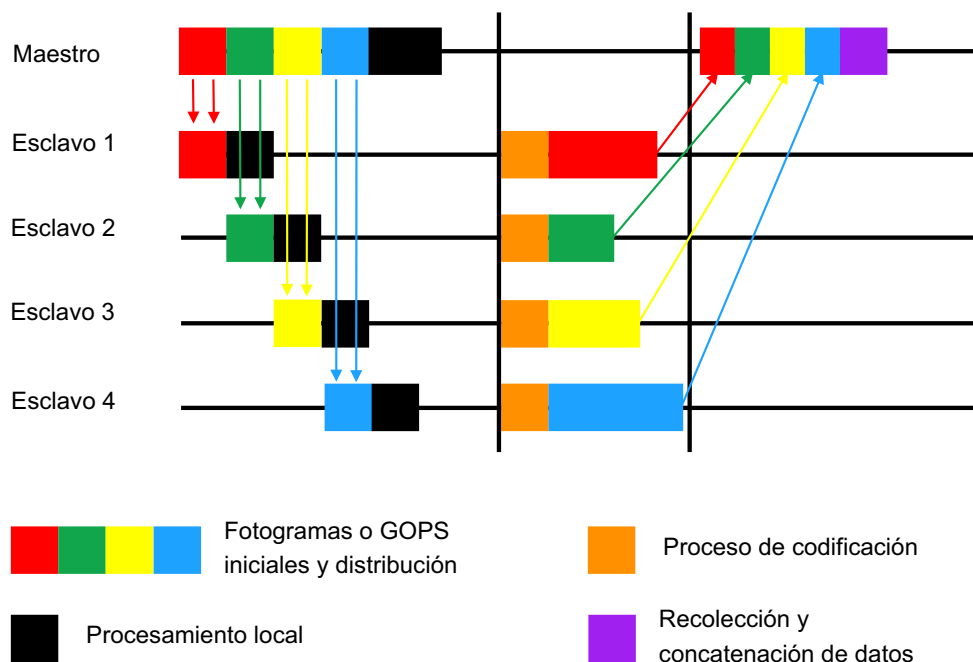 Maestro
Esclavo 1
Esclavo 2
Esclavo 3
Esclavo 4
Fotogramas o GOPS
iniciales y distribución
Proceso de codificación
Procesamiento local
Recolección y
concatenación de datos